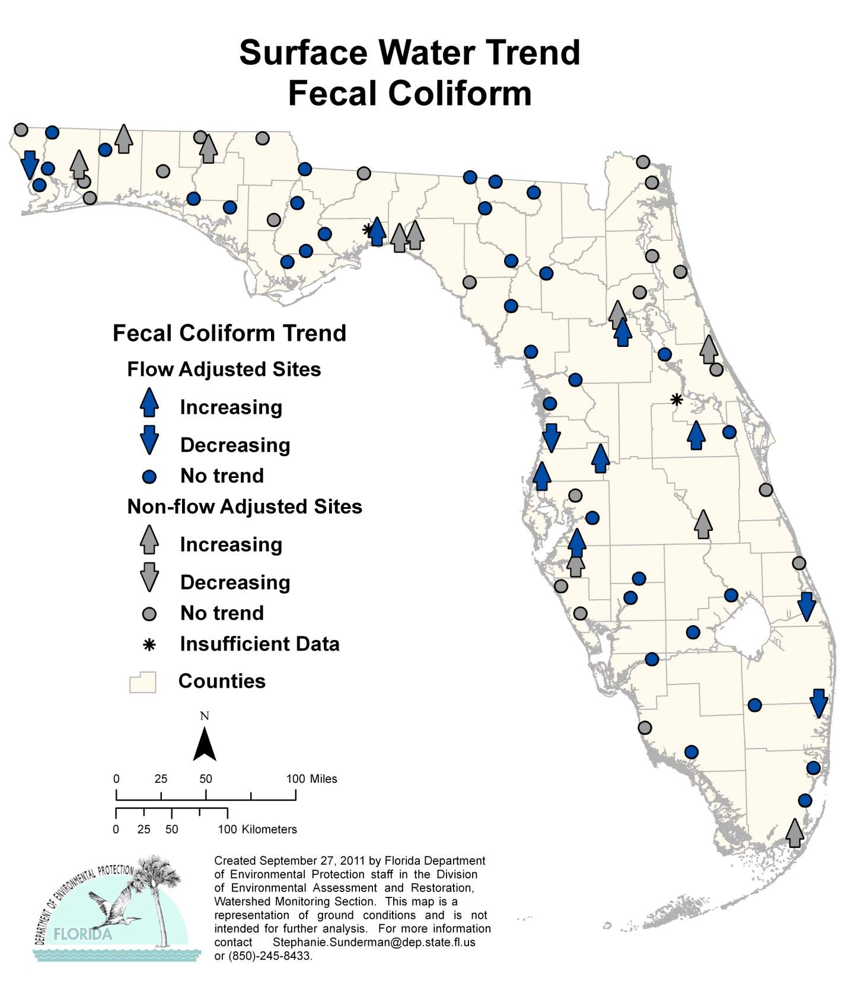 Surface Water Trend
Fecal Coliform
Fecal Coliform Trend
Flow Adjusted Sites
Increasing
Decreasing
No trend
Non-flow Adjusted Sites
Increasing
Decreasing
No trend
Insufficient Data
Counties
N
0 25 50 100 Miles
0 25 50 100 Kilometers
DEPARTMENT OF ENVIRONMENTAL PROTECTION
FLORIDA
Created September 27, 2011 by Florida Department
of Environmental Protection staff in the Division
of Environmental Assessment and Restoration,
Watershed Monitoring Section. This map is a
representation of ground conditions and is not
intended for further analysis. For more information
contact Stephanie.Sunderman@dep.state.fl.us
or (850)-245-8433.